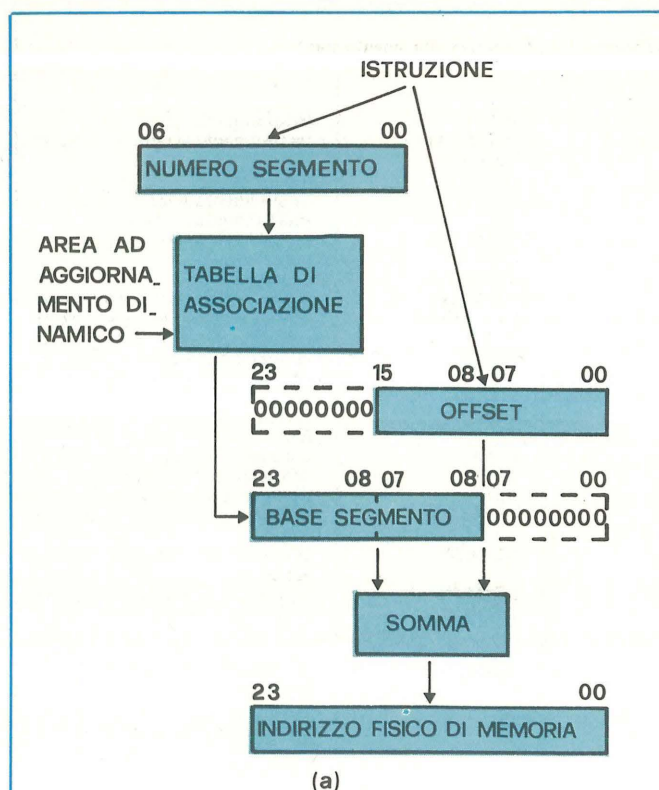 ISTRUZIONE
06 00
NUMERO SEGMENTO
AREA AD
AGGIORNA_
MENTO DI_
NAMICO
TABELLA DI
ASSOCIAZIONE
23 15 08 07 00
00000000 OFFSET
23 08 07 08 07 00
BASE SEGMENTO 00000000
SOMMA
23 00
INDIRIZZO FISICO DI MEMORIA
(a)